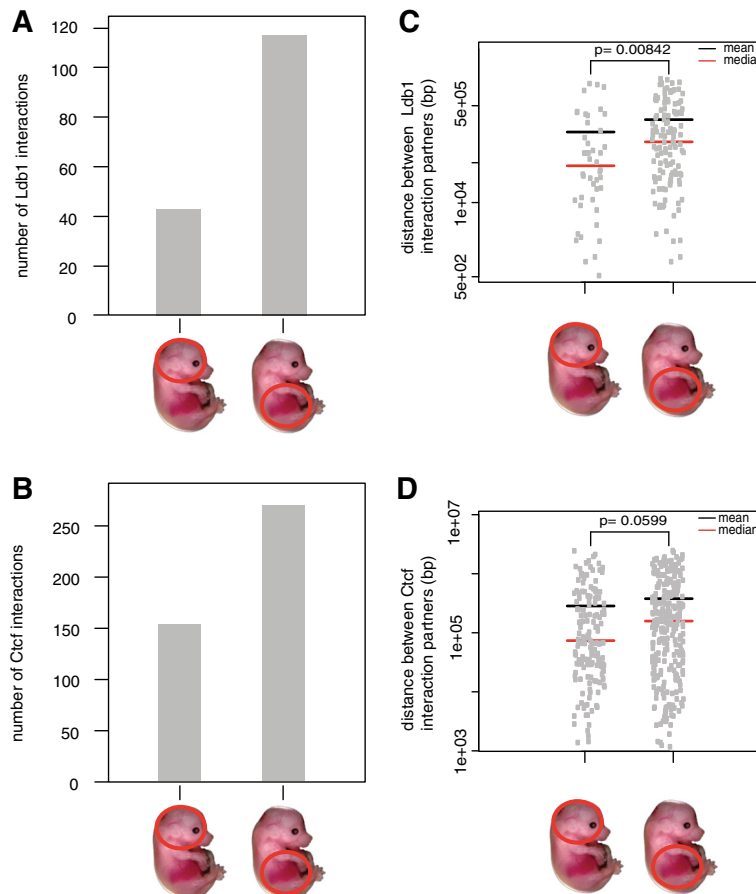 A
number of Ldb1 interactions
120
100
80
60
40
20
0
C
p= 0.00842
mean
media
distance between Ldb1
interaction partners (bp)
5e+05
1e+04
5e+02
B
number of Ctcf interactions
250
200
150
100
50
0
D
p= 0.0599
mean
median
distance between Ctcf
interaction partners (bp)
1e+07
1e+05
1e+03